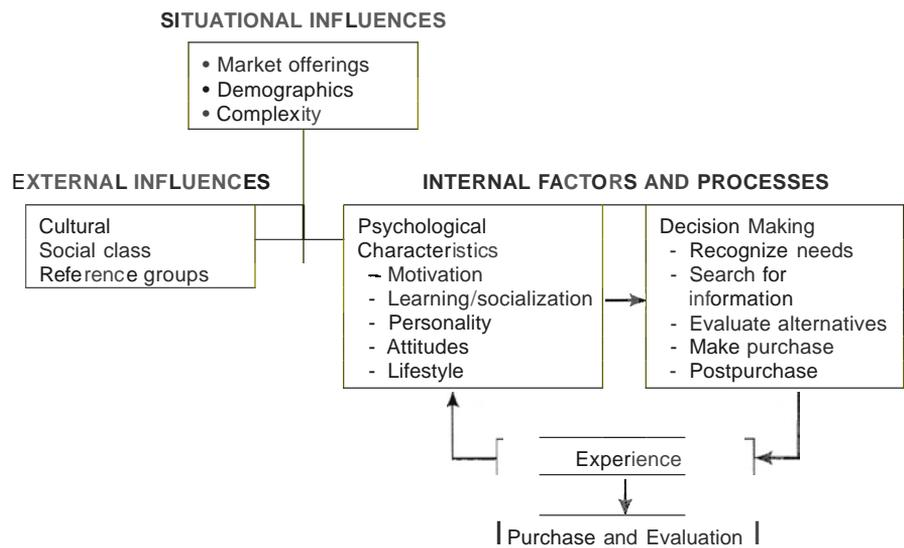 SITUATIONAL INFLUENCES
• Market offerings
• Demographics
• Complexity
EXTERNAL INFLUENCES
Cultural
Social class
Reference groups
INTERNAL FACTORS AND PROCESSES
Psychological
Characteristics
- Motivation
- Learning/socialization
- Personality
- Attitudes
- Lifestyle
Decision Making
- Recognize needs
- Search for
information
- Evaluate alternatives
- Make purchase
- Postpurchase
Experience
Purchase and Evaluation